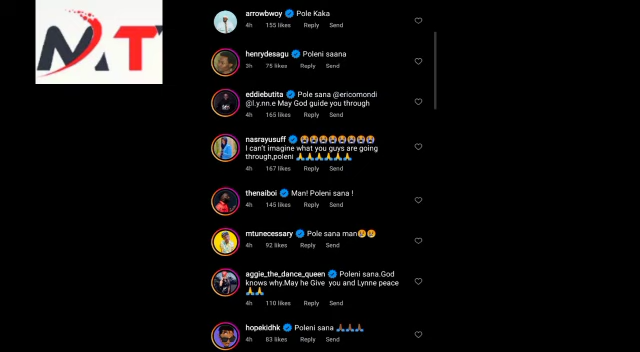 MT
arrowbwoy Pole Kaka
4h 155 likes Reply Send
henrydesagu Poleni saana
3h 75 likes Reply Send
eddiebutita Pole sana @ericomondi
@l.y.nn.e May God guide you through
4h 165 likes Reply Send
nasrayusuff 😭😭😭😭😭😭😭😭
I can't imagine what you guys are going
through,poleni 🙏🙏🙏🙏🙏🙏
4h 167 likes Reply Send
thenaiboi Man! Poleni sana !
4h 145 likes Reply Send
mtunecessary Pole sana man😢😢
4h 92 likes Reply Send
aggie_the_dance_queen Poleni sana.God
knows why.May he Give you and Lynne peace
🙏🙏
4h 110 likes Reply Send
hopekidhk Poleni sana 🙏🏾🙏🏾🙏🏾
4h 83 likes Reply Send